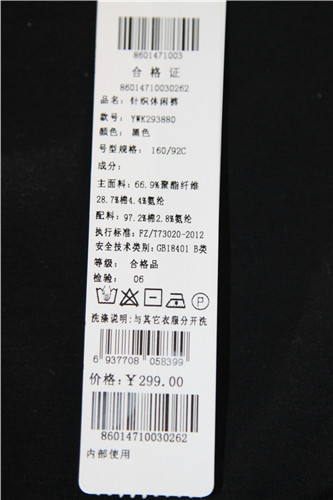 8601471003
合格证
86014710030262
品名: 针织休闲裤
款号: YWK293880
颜色: 黑色
号型规格: 160/92C
成分:
主面料: 66.9%聚酯纤维
28.7%棉4.4%氨纶
配料: 97.2%棉2.8%氨纶
执行标准: FZ/T73020-2012
安全技术类别: GB18401 B类
等级: 合格品
检验: 06
P
洗涤说明:与其它衣服分开洗
6 937708 058399
价格:￥299.00
86014710030262
内部使用